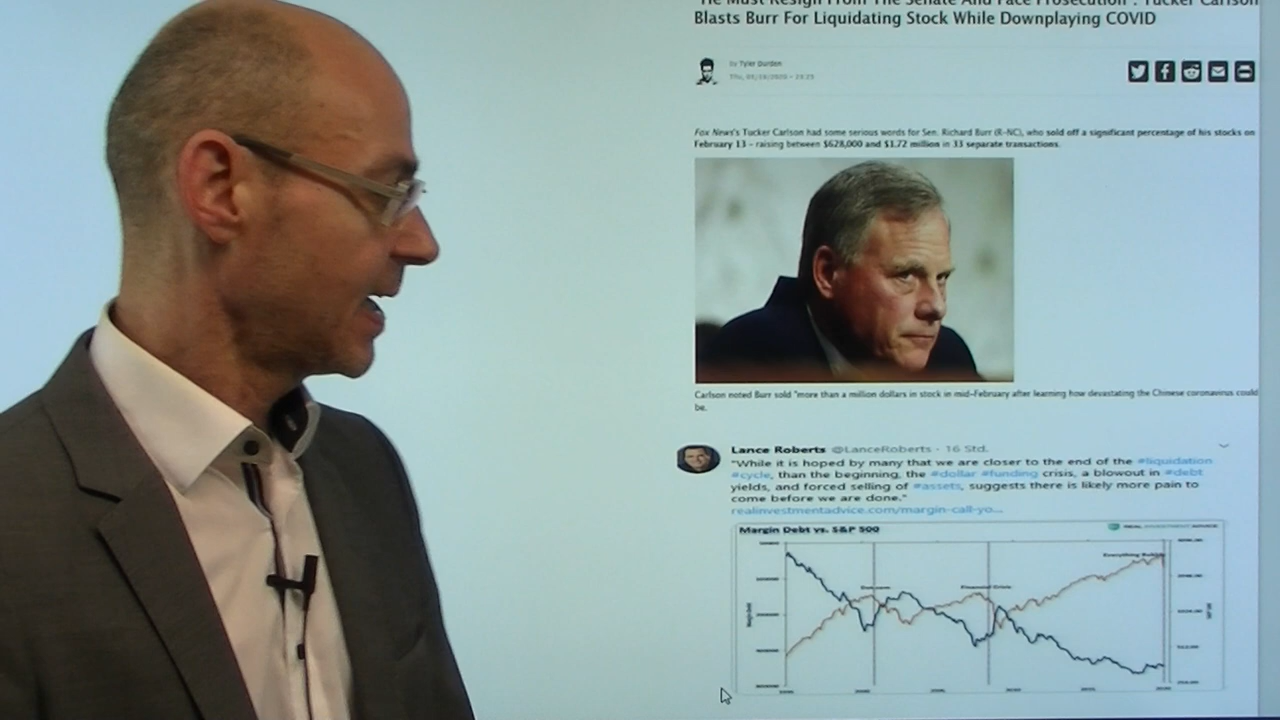 "He Must Resign From The Senate And Face Prosecution": Tucker Carlson
Blasts Burr For Liquidating Stock While Downplaying COVID
by Tyler Durden
Fox News's Tucker Carlson had some serious words for Sen. Richard Burr (R-NC), who sold off a significant percentage of his stocks on
February 13 - raising between $628,000 and $1.72 million in 33 separate transactions.
Carlson noted Burr sold "more than a million dollars in stock in mid-February after learning how devastating the Chinese coronavirus could
be.
Lance Roberts @LanceRoberts · 16 Std.
"While it is hoped by many that we are closer to the end of the #liquidation
#cycle, than the beginning, the #dollar #funding crisis, a blowout in #debt
yields, and forced selling of #assets, suggests there is likely more pain to
come before we are done."
realinvestmentadvice.com/margin-call-yo...
Margin Debt vs. S&P 500
REAL INVESTMENT ADVICE
Financial Crisis